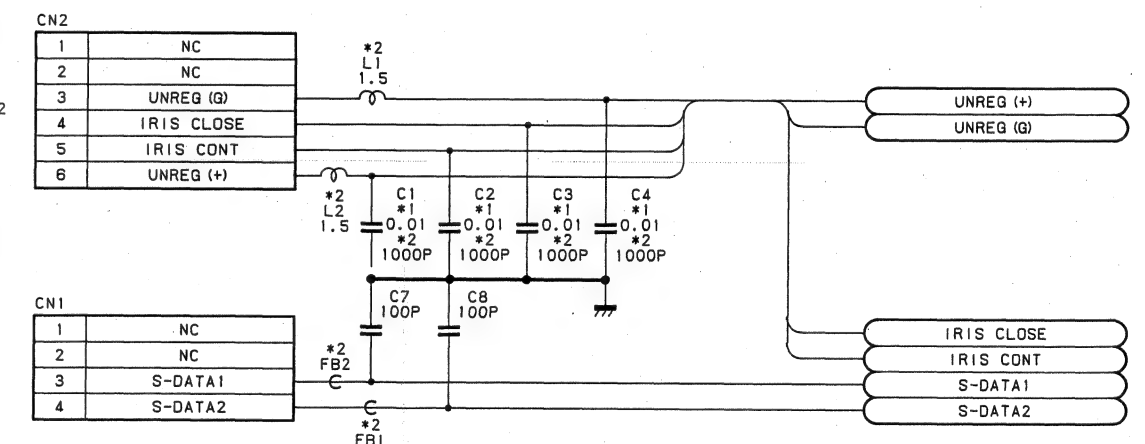 CN2
1 NC
2 NC
3 UNREG (G)
4 IRIS CLOSE
5 IRIS CONT
6 UNREG (+)
2
*2
L1
1.5
*2
L2
1.5
C1
*1
0.01
*2
1000P
C2
*1
0.01
*2
1000P
C3
*1
0.01
*2
1000P
C4
*1
0.01
*2
1000P
UNREG (+)
UNREG (G)
CN1
1 NC
2 NC
3 S-DATA1
4 S-DATA2
C7
100P
C8
100P
*2
FB2
*2
FB1
IRIS CLOSE
IRIS CONT
S-DATA1
S-DATA2